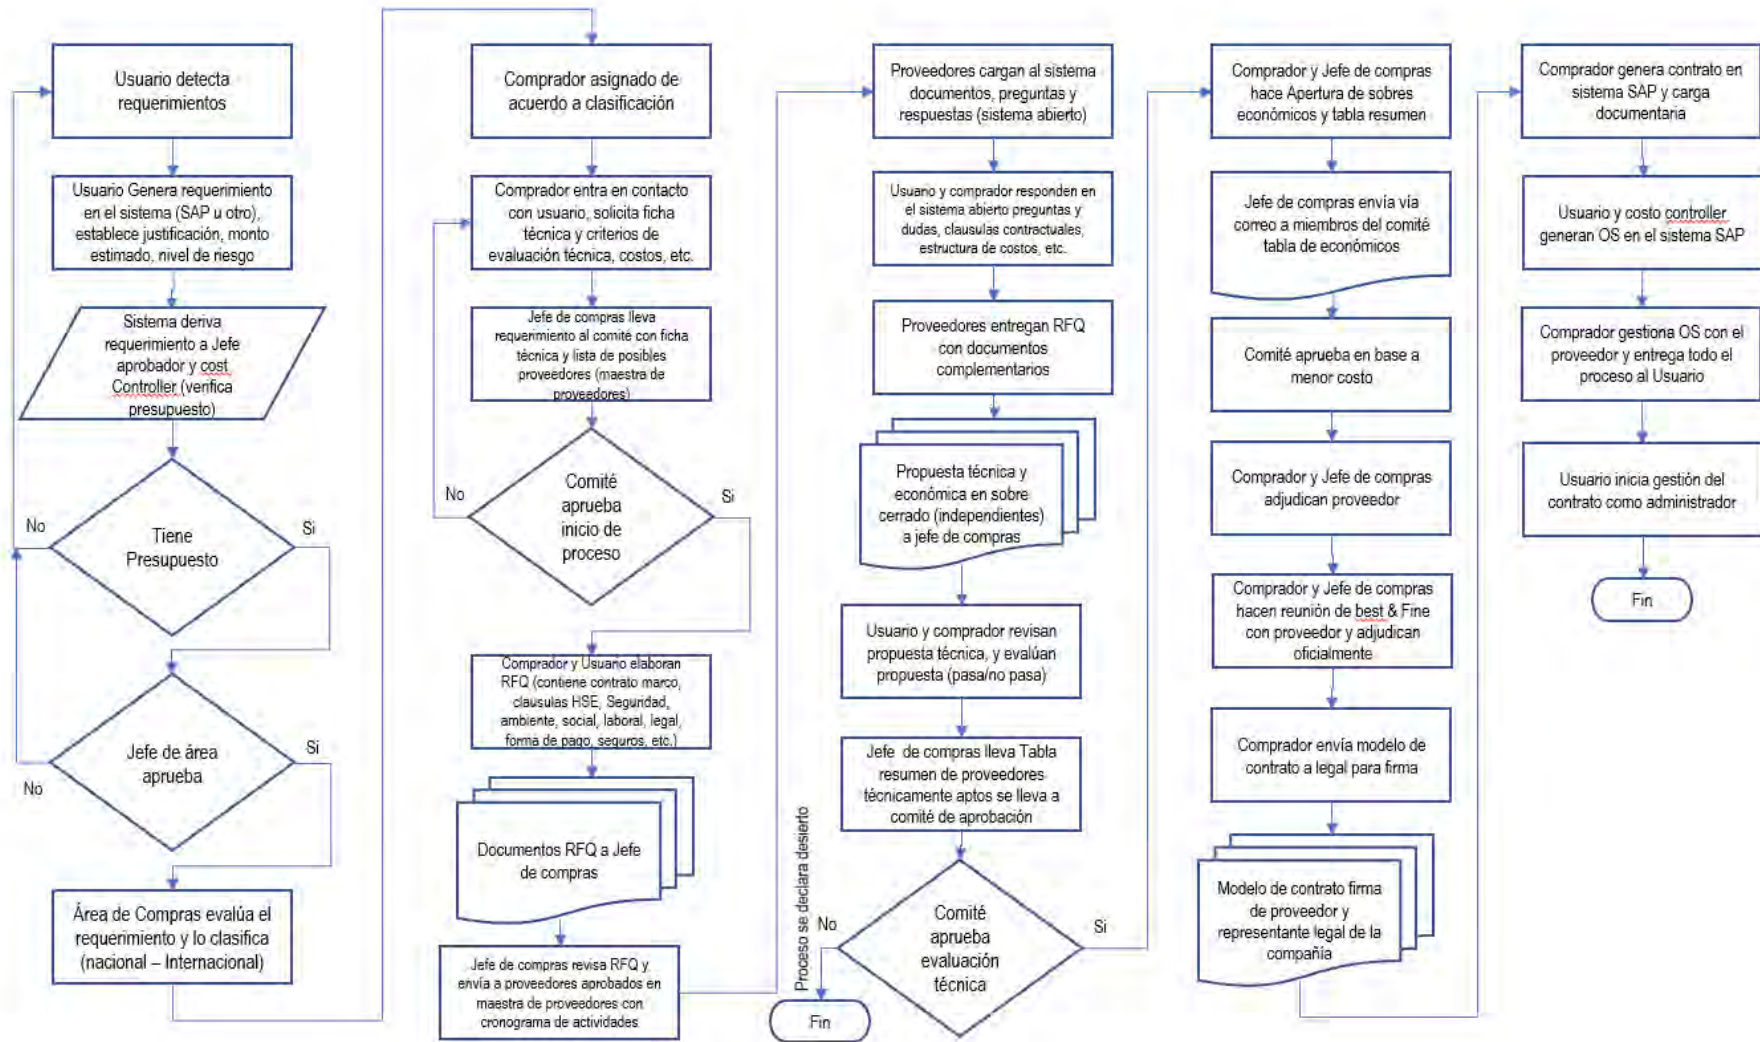 Usuario detecta
requerimientos
Usuario Genera requerimiento
en el sistema (SAP u otro),
establece justificación, monto
estimado, nivel de riesgo
Sistema deriva
requerimiento a Jefe
aprobador y cost
Controller (verifica
presupuesto)
No
Si
Tiene
Presupuesto
Si
No
Jefe de área
aprueba
Área de Compras evalúa el
requerimiento y lo clasifica
(nacional – Internacional)
Comprador asignado de
acuerdo a clasificación
Comprador entra en contacto
con usuario, solicita ficha
técnica y criterios de
evaluación técnica, costos, etc.
Jefe de compras lleva
requerimiento al comité con ficha
técnica y lista de posibles
proveedores (maestra de
proveedores)
No
Si
Comité
aprueba
inicio de
proceso
Comprador y Usuario elaboran
RFQ (contiene contrato marco,
clausulas HSE, Seguridad,
ambiente, social, laboral, legal,
forma de pago, seguros, etc.)
Documentos RFQ a Jefe
de compras
Jefe de compras revisa RFQ y
envía a proveedores aprobados en
maestra de proveedores con
cronograma de actividades
Proveedores cargan al sistema
documentos, preguntas y
respuestas (sistema abierto)
Usuario y comprador responden en
el sistema abierto preguntas y
dudas, clausulas contractuales,
estructura de costos, etc.
Proveedores entregan RFQ
con documentos
complementarios
Propuesta técnica y
económica en sobre
cerrado (independientes)
a jefe de compras
Usuario y comprador revisan
propuesta técnica, y evalúan
propuesta (pasa/no pasa)
Jefe de compras lleva Tabla
resumen de proveedores
técnicamente aptos se lleva a
comité de aprobación
Proceso se declara desierto
No
Si
Comité
aprueba
evaluación
técnica
Fin
Comprador y Jefe de compras
hace Apertura de sobres
económicos y tabla resumen
Jefe de compras envía vía
correo a miembros del comité
tabla de económicos
Comité aprueba en base a
menor costo
Comprador y Jefe de compras
adjudican proveedor
Comprador y Jefe de compras
hacen reunión de best & Fine
con proveedor y adjudican
oficialmente
Comprador envía modelo de
contrato a legal para firma
Modelo de contrato firma
de proveedor y
representante legal de la
compañía
Comprador genera contrato en
sistema SAP y carga
documentaria
Usuario y costo controller
generan OS en el sistema SAP
Comprador gestiona OS con el
proveedor y entrega todo el
proceso al Usuario
Usuario inicia gestión del
contrato como administrador
Fin